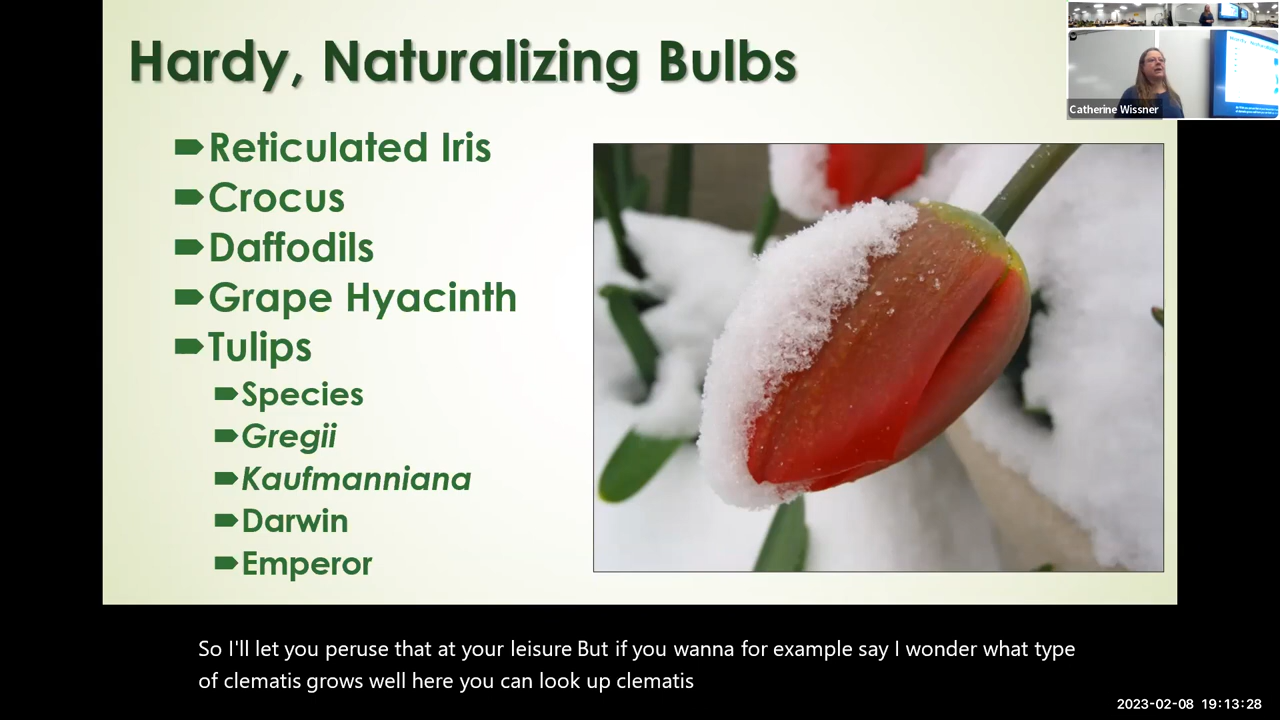 Hardy, Naturalizing Bulbs
Reticulated Iris
Crocus
Daffodils
Grape Hyacinth
Tulips
Species
Gregii
Kaufmanniana
Darwin
Emperor
Catherine Wissner
So I'll let you peruse that at your leisure But if you wanna for example say I wonder what type
of clematis grows well here you can look up clematis
2023-02-08 19:13:28